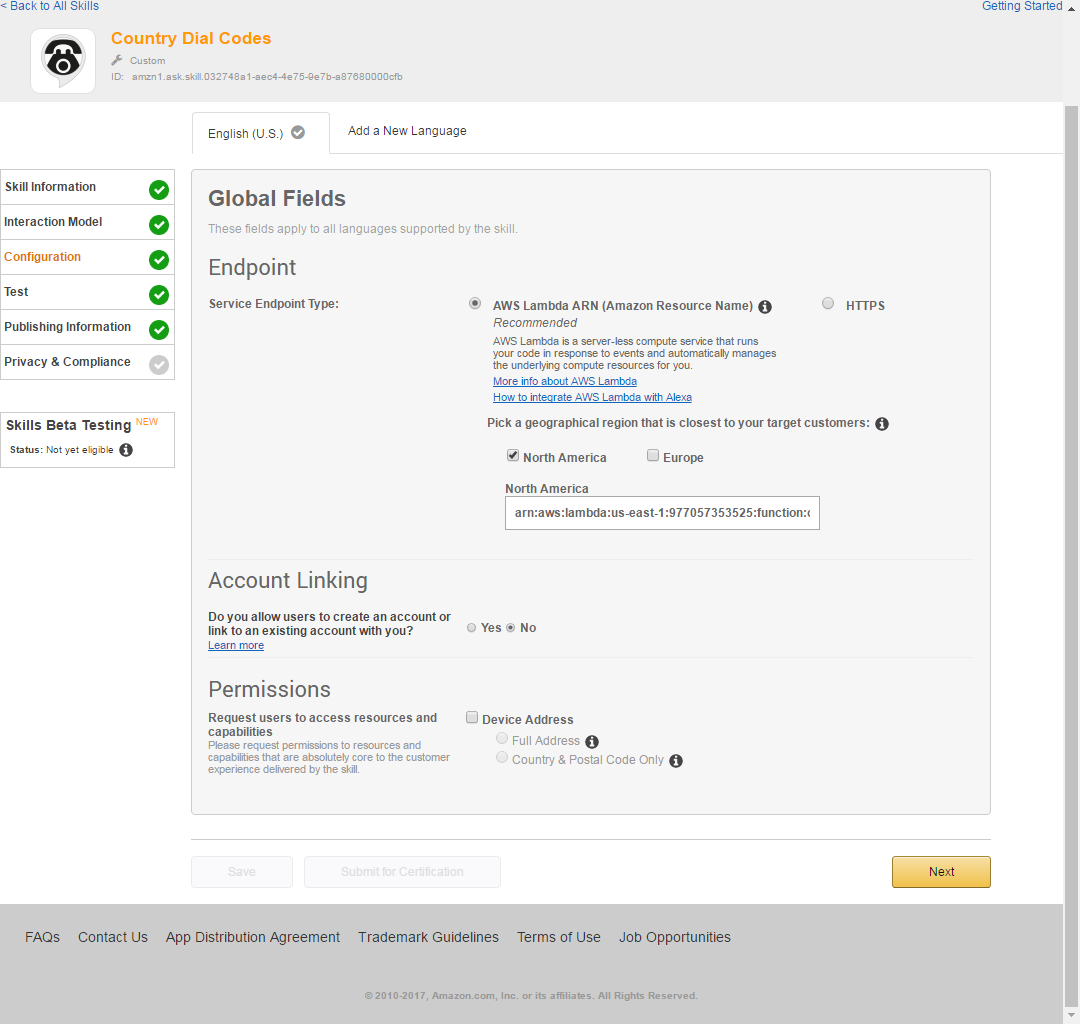 < Back to All Skills
Getting Started
Country Dial Codes
Custom
ID: amzn1.ask.skill.032748a1-aec4-4e75-9e7b-a87680000cfb
English (U.S.)
Add a New Language
Skill Information
Interaction Model
Configuration
Test
Publishing Information
Privacy & Compliance
Skills Beta Testing NEW
Status: Not yet eligible
Global Fields
These fields apply to all languages supported by the skill.
Endpoint
Service Endpoint Type:
AWS Lambda ARN (Amazon Resource Name)
HTTPS
Recommended
AWS Lambda is a server-less compute service that runs
your code in response to events and automatically manages
the underlying compute resources for you.
More info about AWS Lambda
How to integrate AWS Lambda with Alexa
Pick a geographical region that is closest to your target customers:
North America
Europe
North America
arn:aws:lambda:us-east-1:977057353525:function:
Account Linking
Do you allow users to create an account or
link to an existing account with you?
Yes No
Learn more
Permissions
Request users to access resources and
capabilities
Please request permissions to resources and
capabilities that are absolutely core to the customer
experience delivered by the skill.
Device Address
Full Address
Country & Postal Code Only
Save
Submit for Certification
Next
FAQs
Contact Us
App Distribution Agreement
Trademark Guidelines
Terms of Use
Job Opportunities
© 2010-2017, Amazon.com, Inc. or its affiliates. All Rights Reserved.